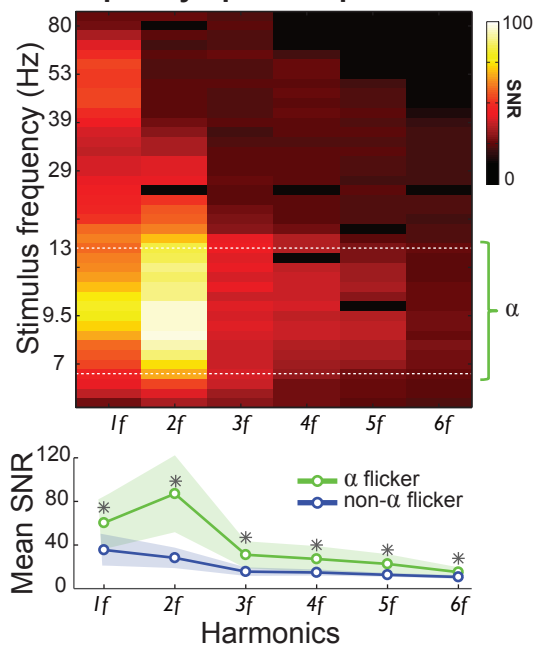 80
53
39
29
13
9.5
7
Stimulus frequency (Hz)
100
SNR
0
α
1f 2f 3f 4f 5f 6f
120
80
40
0
Mean SNR
α flicker
non-α flicker
* * * * * *
1f 2f 3f 4f 5f 6f
Harmonics